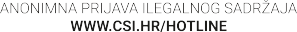 ANONIMNA PRIJAVA ILEGALNOG SADRŽAJA
WWW.CSI.HR/HOTLINE